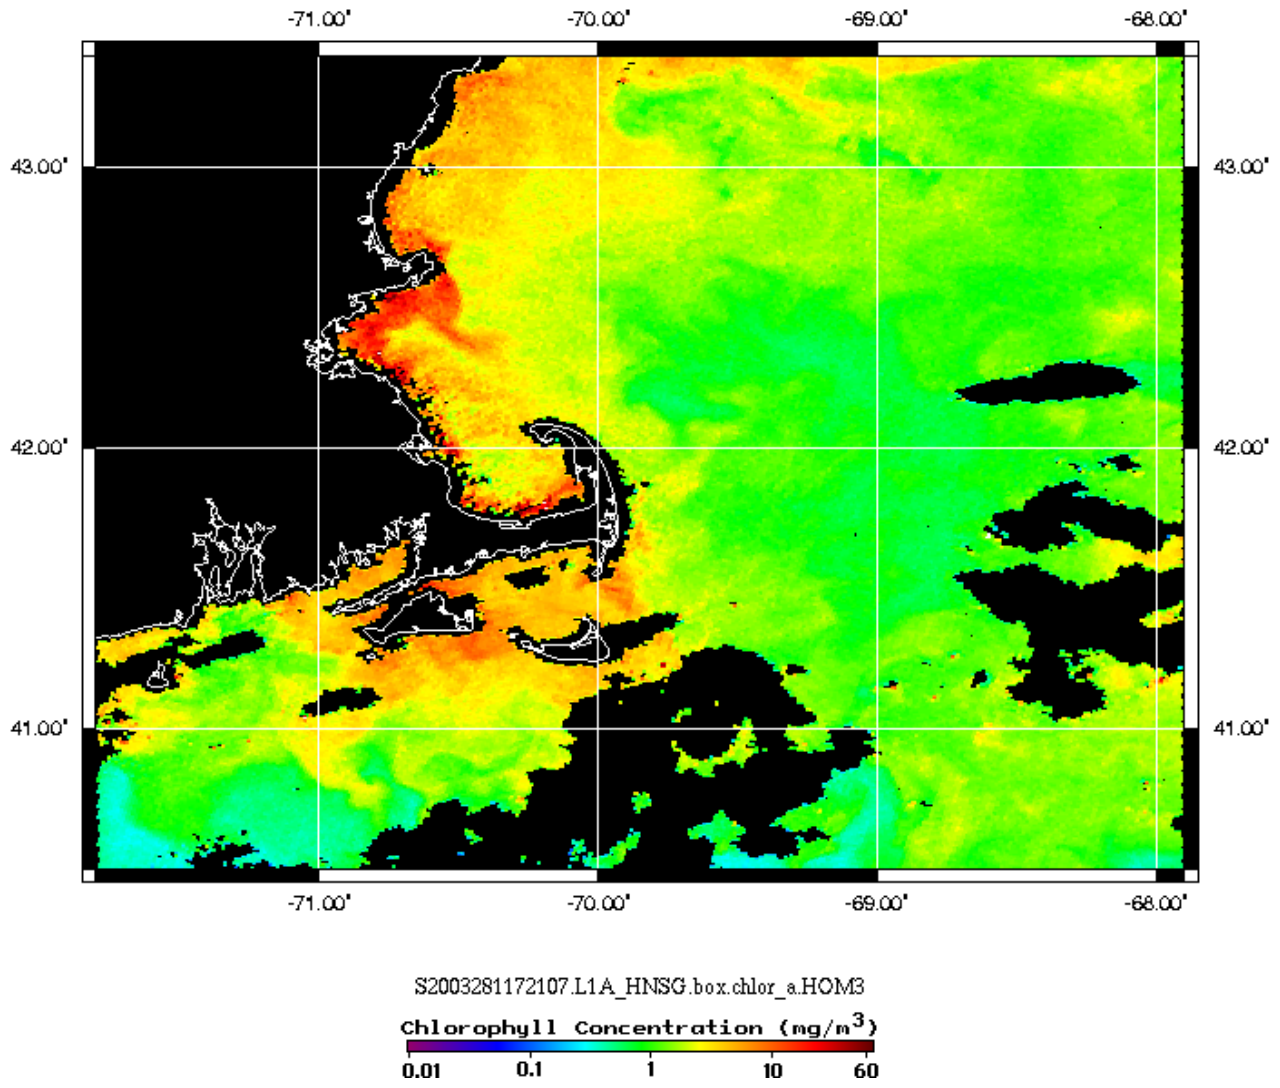 -71.00' -70.00' -69.00' -68.00'
43.00' 43.00'
42.00' 42.00'
41.00' 41.00'
-71.00' -70.00' -69.00' -68.00'
S2003281172107.L1A_HNSG.box.chlor_a.HOM3
Chlorophyll Concentration (mg/m³)
0.01 0.1 1 10 60